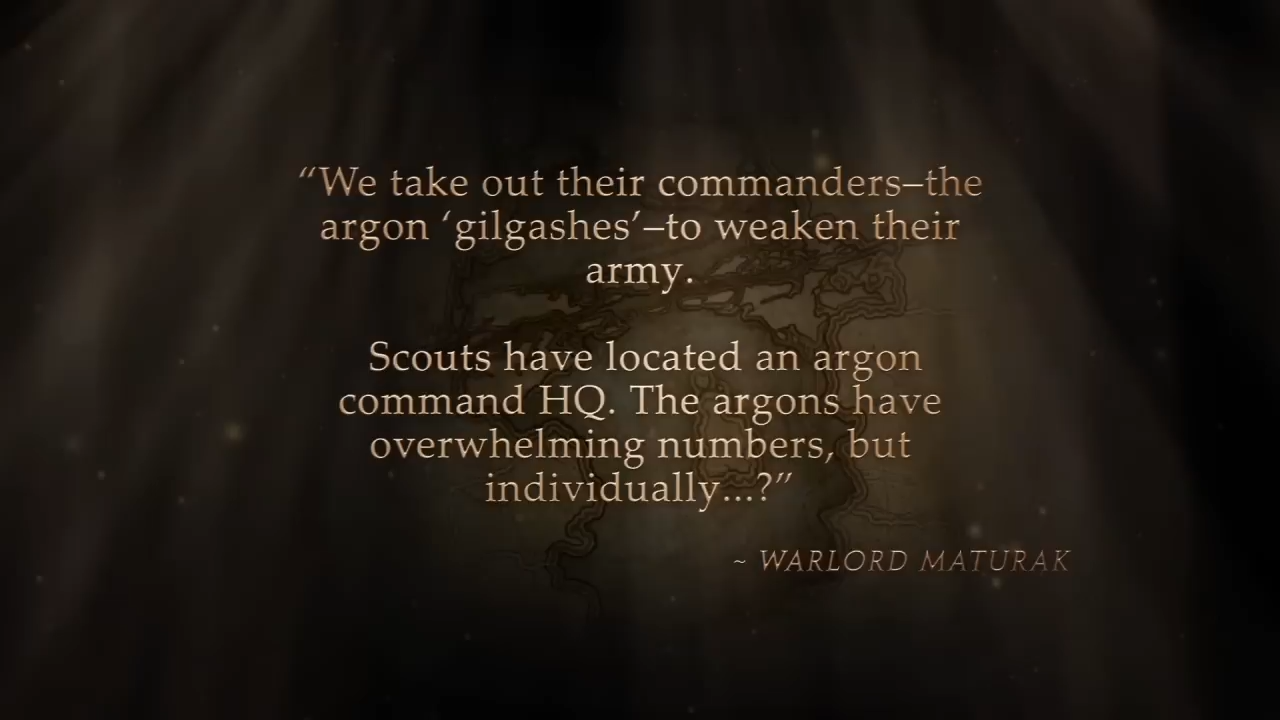 “We take out their commanders–the
argon ‘gilgashes’–to weaken their
army.
Scouts have located an argon
command HQ. The argons have
overwhelming numbers, but
individually...?”
~ WARLORD MATURAK